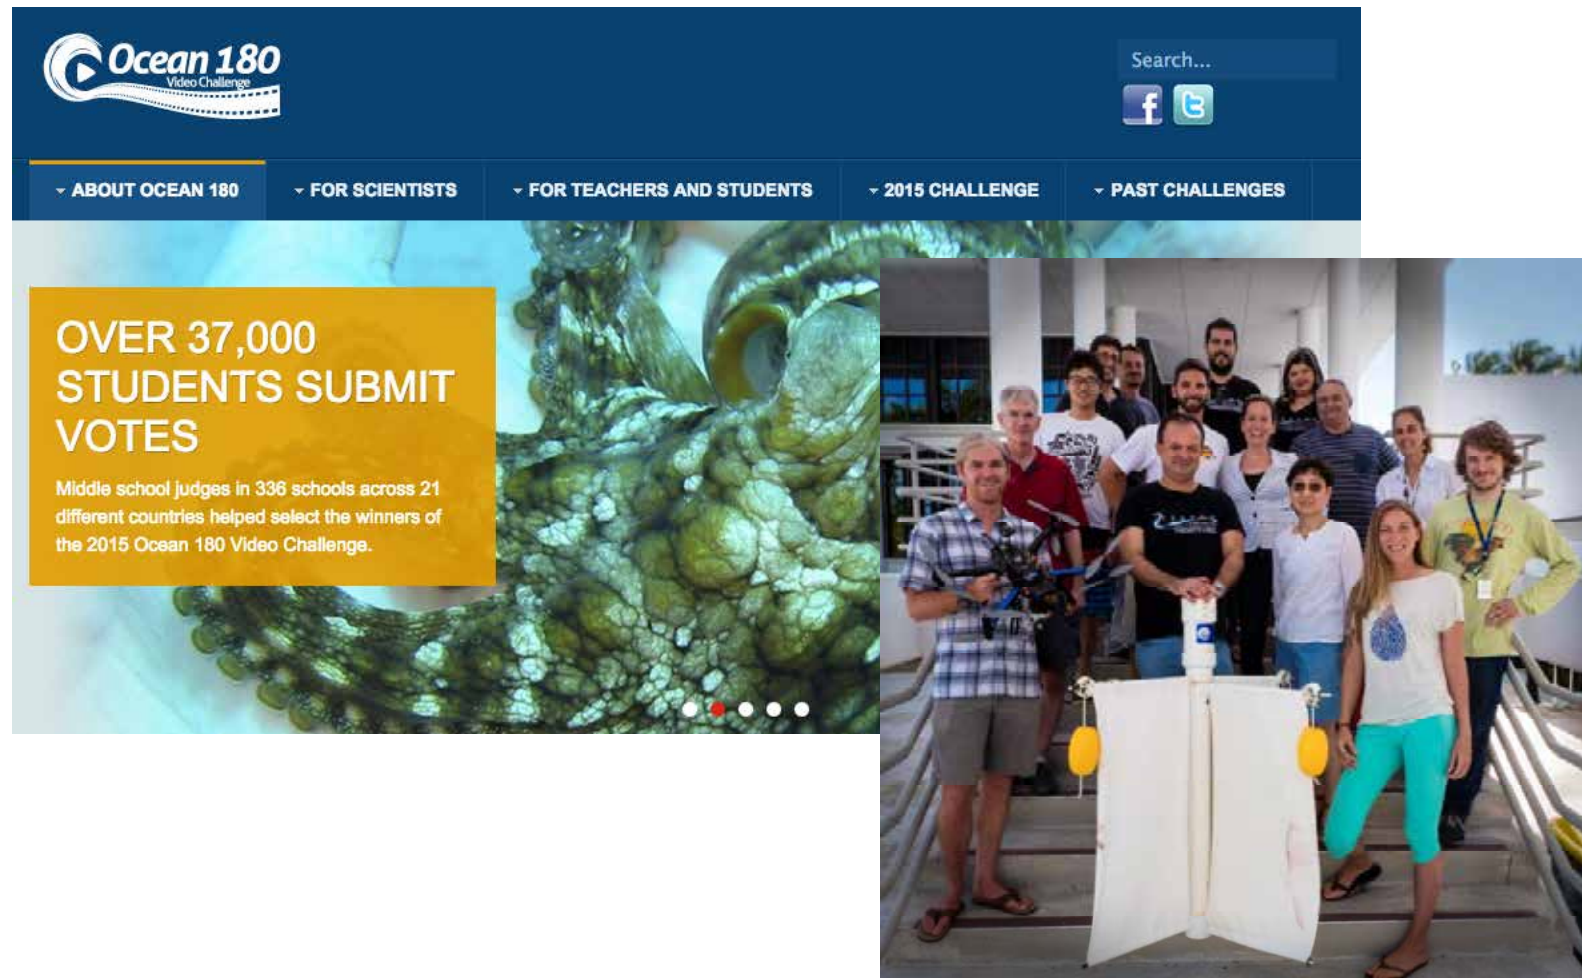 Ocean 180
Video Challenge
Search...
ABOUT OCEAN 180
FOR SCIENTISTS
FOR TEACHERS AND STUDENTS
2015 CHALLENGE
PAST CHALLENGES
OVER 37,000
STUDENTS SUBMIT
VOTES
Middle school judges in 336 schools across 21
different countries helped select the winners of
the 2015 Ocean 180 Video Challenge.